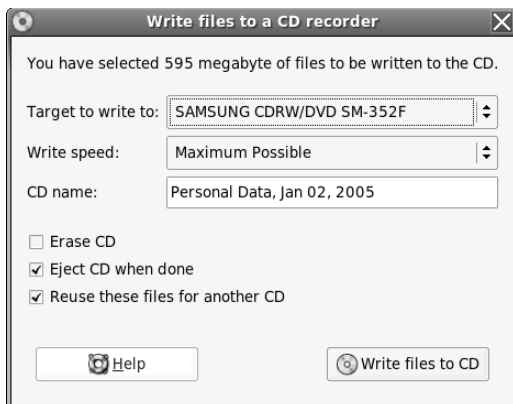 Write files to a CD recorder
You have selected 595 megabyte of files to be written to the CD.
Target to write to: SAMSUNG CDRW/DVD SM-352F
Write speed: Maximum Possible
CD name: Personal Data, Jan 02, 2005
Erase CD
Eject CD when done
Reuse these files for another CD
Help Write files to CD